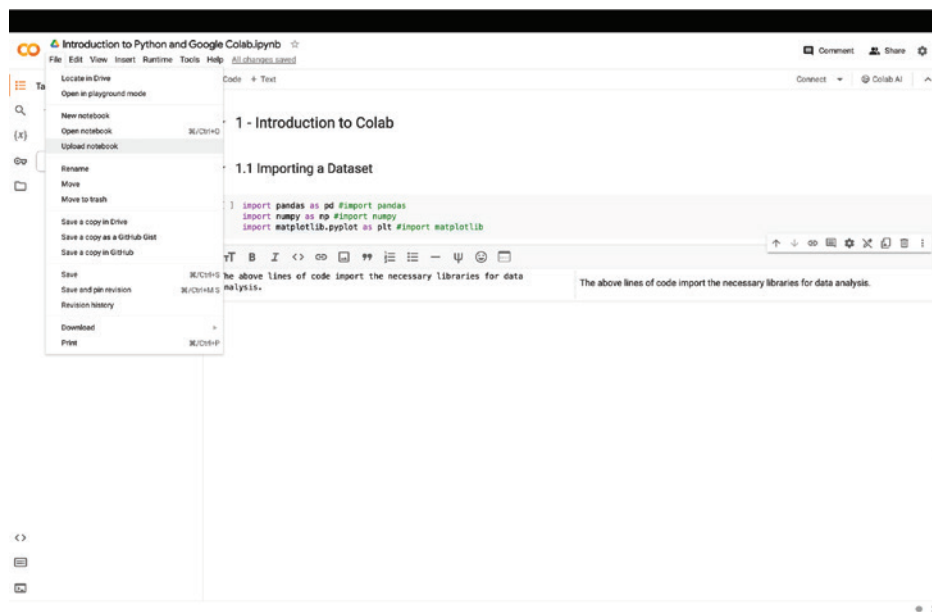 Introduction to Python and Google Colab.ipynb
File Edit View Insert Runtime Tools Help All changes saved
Comment Share
Ta
Code + Text
Connect Colab AI
Locate in Drive
Open in playground mode
New notebook
Open notebook ⌘/Ctrl+O
Upload notebook
Rename
Move
Move to trash
Save a copy in Drive
Save a copy as a GitHub Gist
Save a copy in GitHub
Save ⌘/Ctrl+S
Save and pin revision ⌘/Ctrl+M S
Revision history
Download
Print ⌘/Ctrl+P
{x}
1 - Introduction to Colab
1.1 Importing a Dataset
] import pandas as pd #import pandas
import numpy as np #import numpy
import matplotlib.pyplot as plt #import matplotlib
TT B I <> Ψ
he above lines of code import the necessary libraries for data
nalysis.
The above lines of code import the necessary libraries for data analysis.